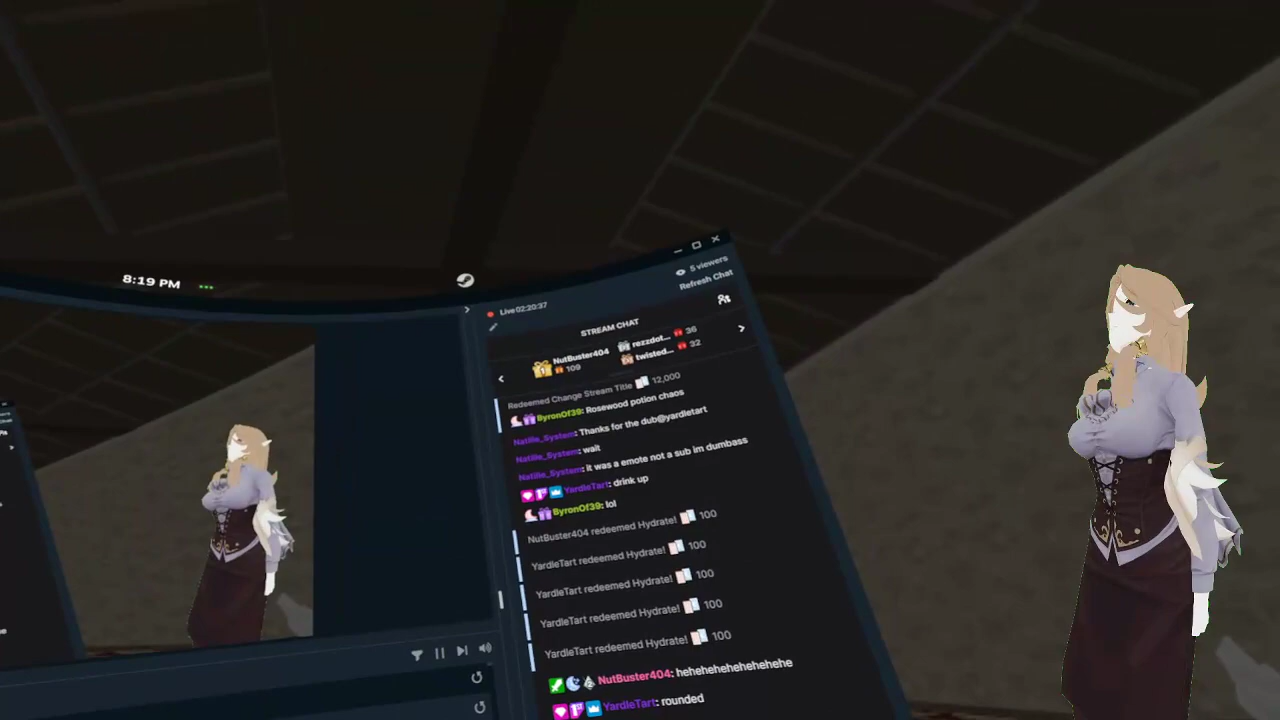 8:19 PM
Live 02:20:37
5 viewers
Refresh Chat
STREAM CHAT
NutBuster404
109
rezzdot... 36
twisted... 32
Redeemed Change Stream Title 12,000
ByronOf39: Rosewood potion chaos
Natilie_System: Thanks for the dub@yardletart
Natilie_System: wait
Natilie_System: it was a emote not a sub im dumbass
YardleTart: drink up
ByronOf39: lol
NutBuster404 redeemed Hydrate! 100
YardleTart redeemed Hydrate! 100
YardleTart redeemed Hydrate! 100
YardleTart redeemed Hydrate! 100
YardleTart redeemed Hydrate! 100
NutBuster404: hehehehehehehehehe
YardleTart: rounded